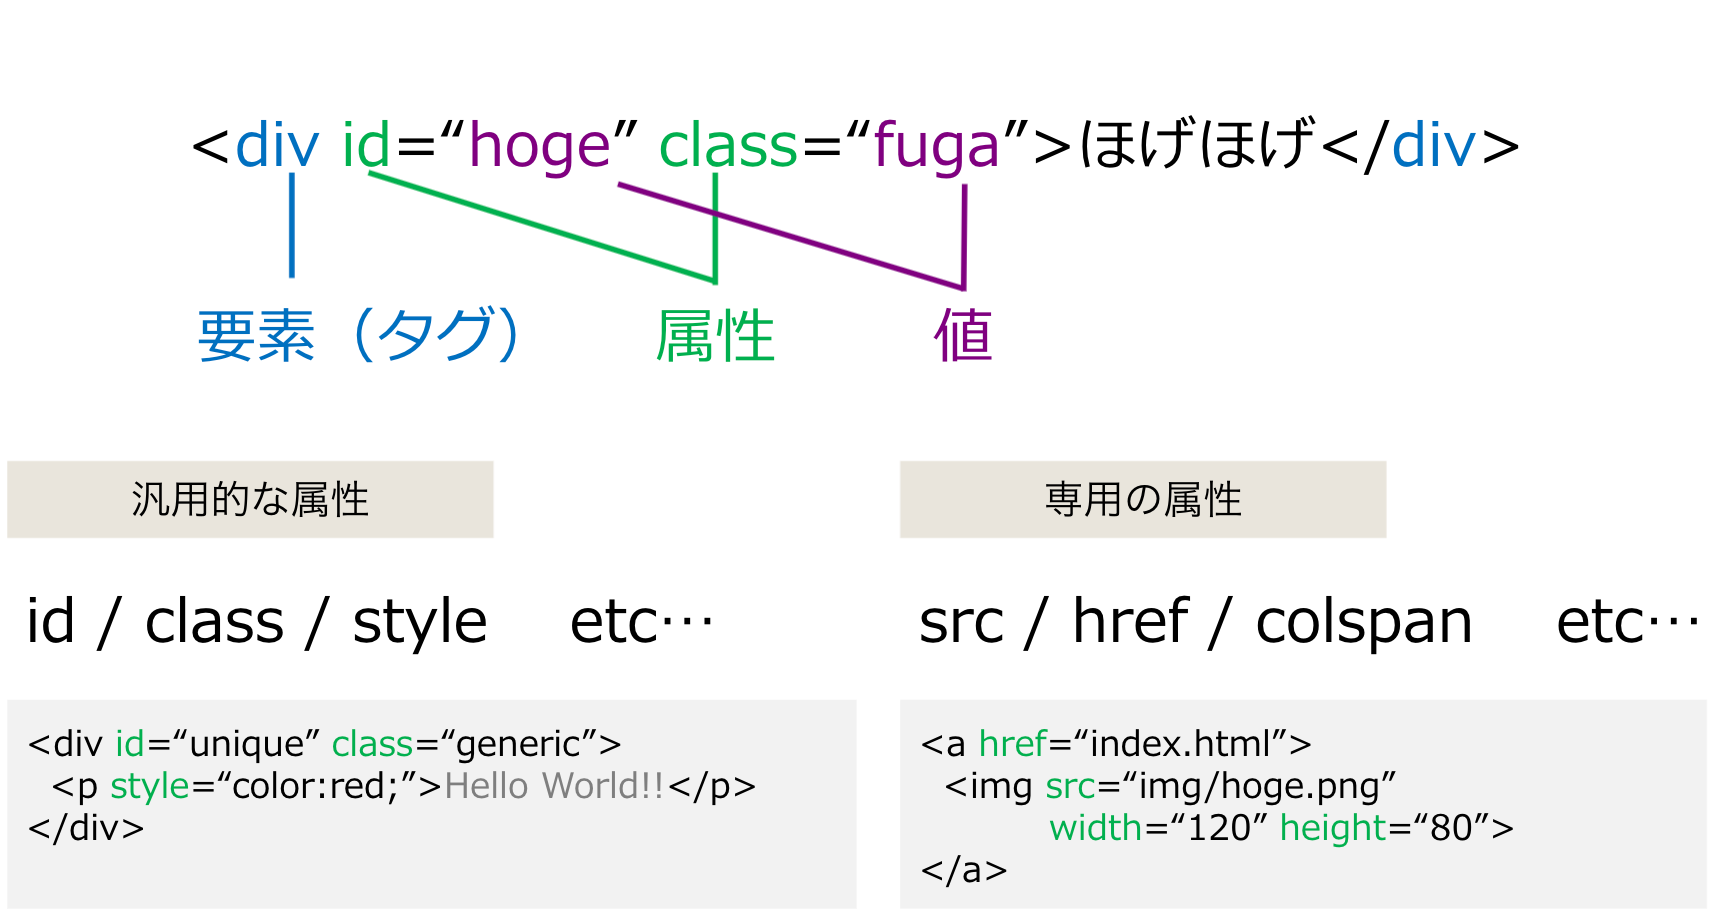 <div id=“hoge” class=“fuga”>ほげほげ</div>
要素（タグ） 属性 値
汎用的な属性
id / class / style etc…
<div id=“unique” class=“generic”>
<p style=“color:red;”>Hello World!!</p>
</div>
専用の属性
src / href / colspan etc…
<a href=“index.html”>
<img src=“img/hoge.png”
width=“120” height=“80”>
</a>